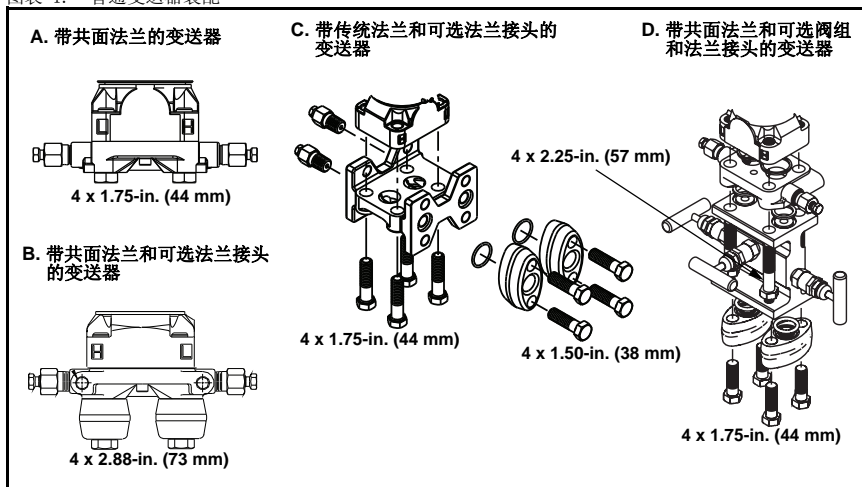 A. 带共面法兰的变送器
4 x 1.75-in. (44 mm)
B. 带共面法兰和可选法兰接头
的变送器
4 x 2.88-in. (73 mm)
C. 带传统法兰和可选法兰接头的
变送器
4 x 1.75-in. (44 mm)
4 x 1.50-in. (38 mm)
D. 带共面法兰和可选阀组
和法兰接头的变送器
4 x 2.25-in. (57 mm)
4 x 1.75-in. (44 mm)